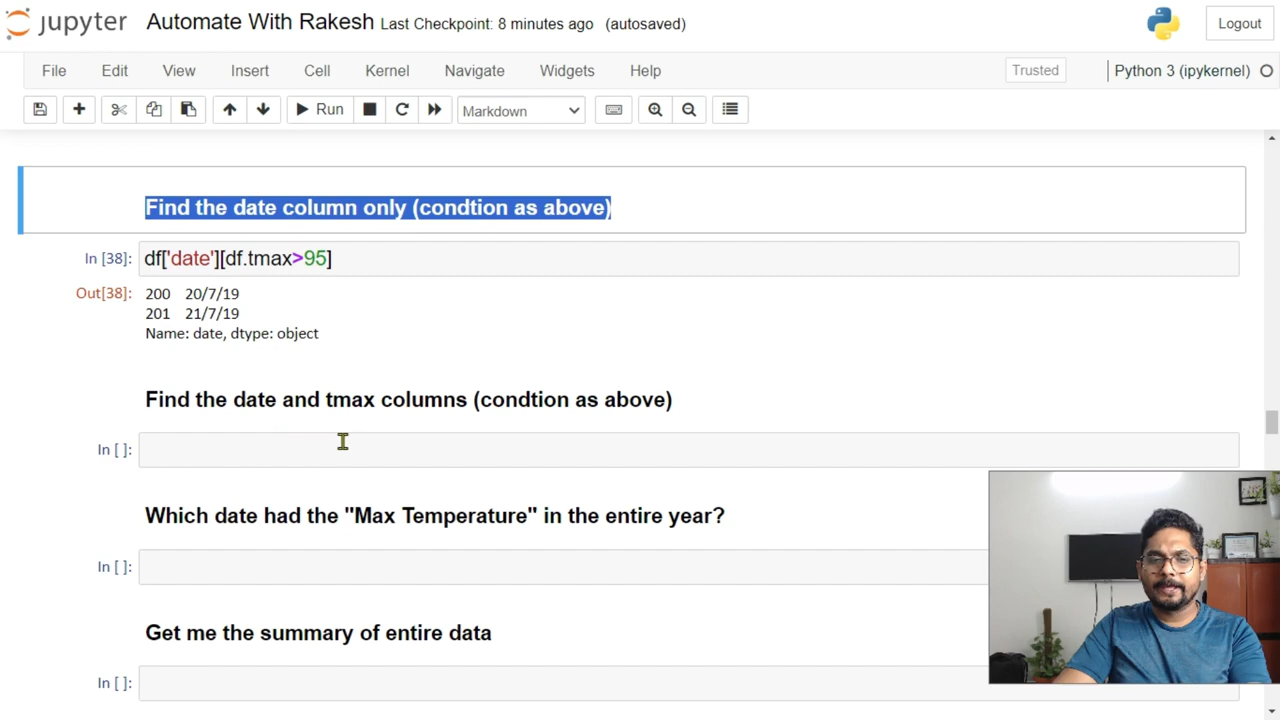 jupyter Automate With Rakesh Last Checkpoint: 8 minutes ago (autosaved) Logout
File Edit View Insert Cell Kernel Navigate Widgets Help Trusted Python 3 (ipykernel)
Run Markdown
Find the date column only (condtion as above)
In [38]: df['date'][df.tmax>95]
Out[38]: 200 20/7/19
201 21/7/19
Name: date, dtype: object
Find the date and tmax columns (condtion as above)
In [ ]:
Which date had the "Max Temperature" in the entire year?
In [ ]:
Get me the summary of entire data
In [ ]: